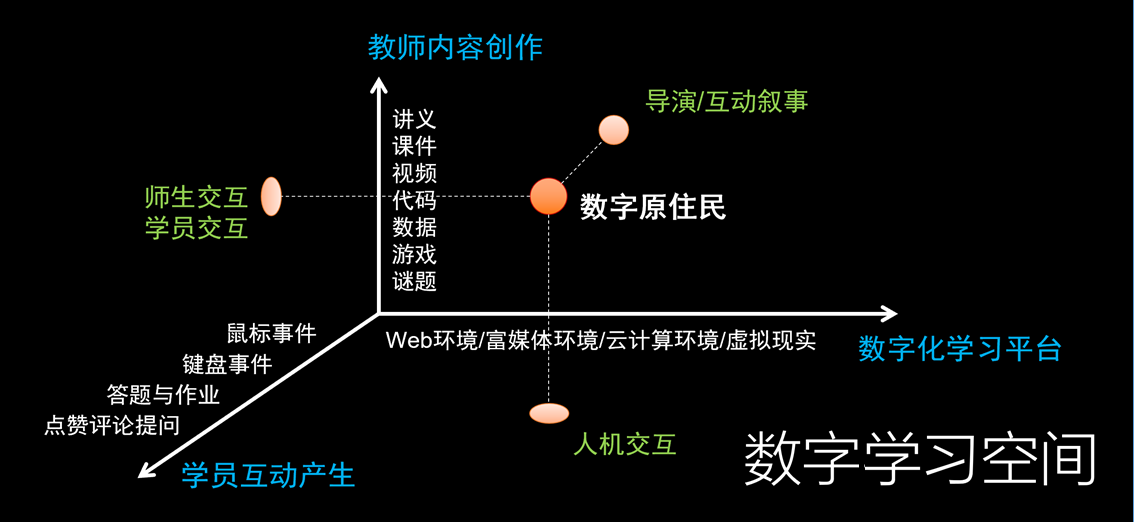 教师内容创作
导演/互动叙事
讲义
课件
视频
代码
数据
游戏
谜题
师生交互
学员交互
数字原住民
鼠标事件
键盘事件
答题与作业
点赞评论提问
Web环境/富媒体环境/云计算环境/虚拟现实
数字化学习平台
人机交互
学员互动产生
数字学习空间